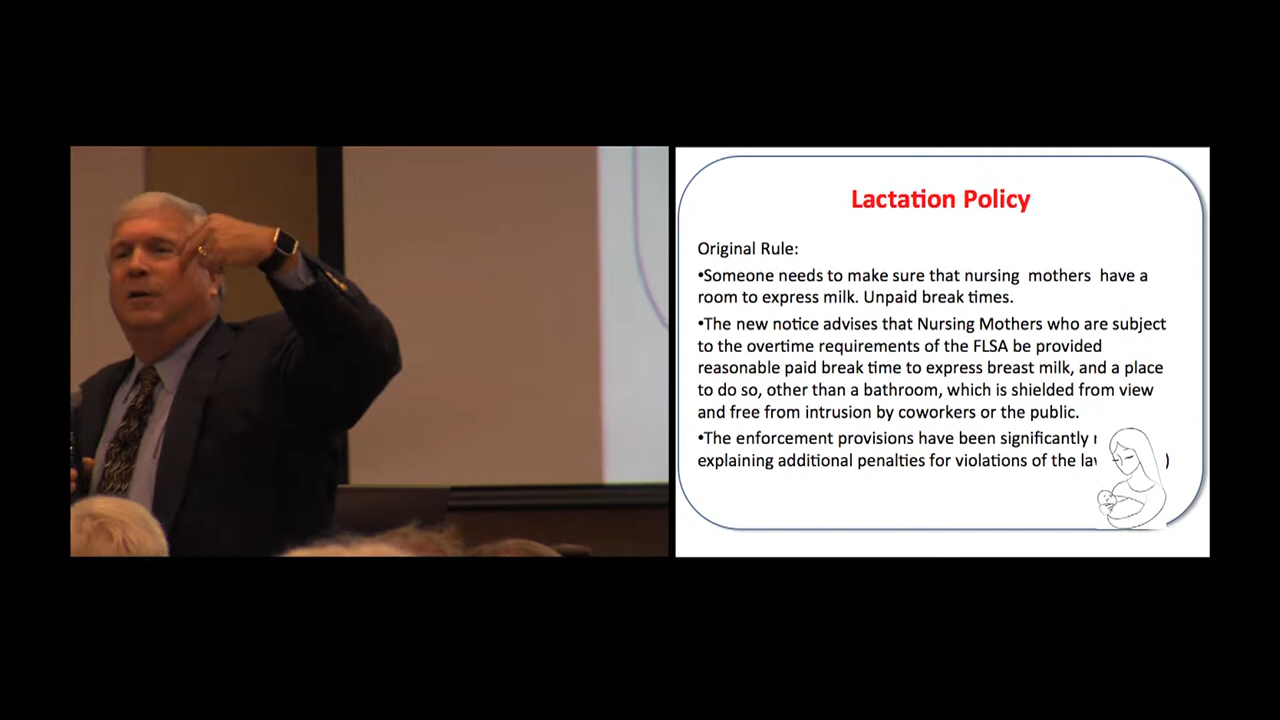 Lactation Policy
Original Rule:
•Someone needs to make sure that nursing mothers have a
room to express milk. Unpaid break times.
•The new notice advises that Nursing Mothers who are subject
to the overtime requirements of the FLSA be provided
reasonable paid break time to express breast milk, and a place
to do so, other than a bathroom, which is shielded from view
and free from intrusion by coworkers or the public.
•The enforcement provisions have been significantly
explaining additional penalties for violations of the )